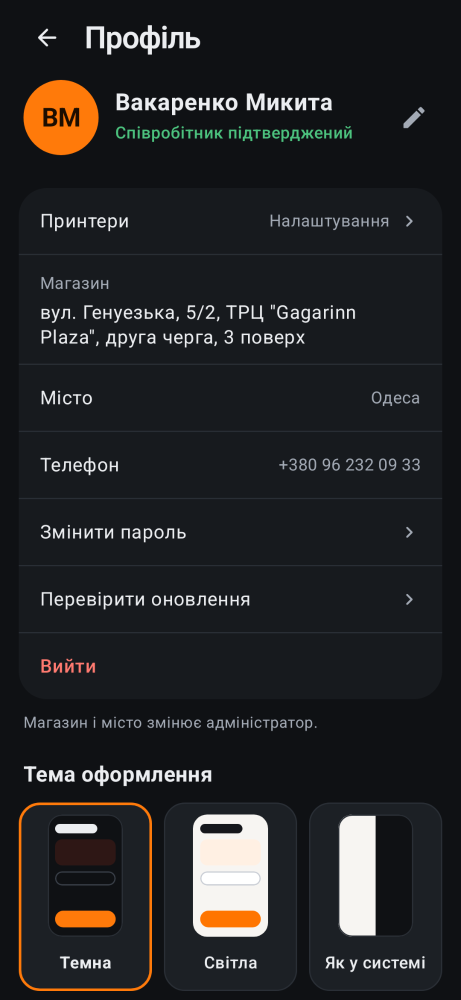 Профіль
ВМ
Вакаренко Микита
Співробітник підтверджений
Принтери Налаштування
Магазин
вул. Генуезька, 5/2, ТРЦ "Gagarinn
Plaza", друга черга, 3 поверх
Місто Одеса
Телефон +380 96 232 09 33
Змінити пароль
Перевірити оновлення
Вийти
Магазин і місто змінює адміністратор.
Тема оформлення
Темна Світла Як у системі